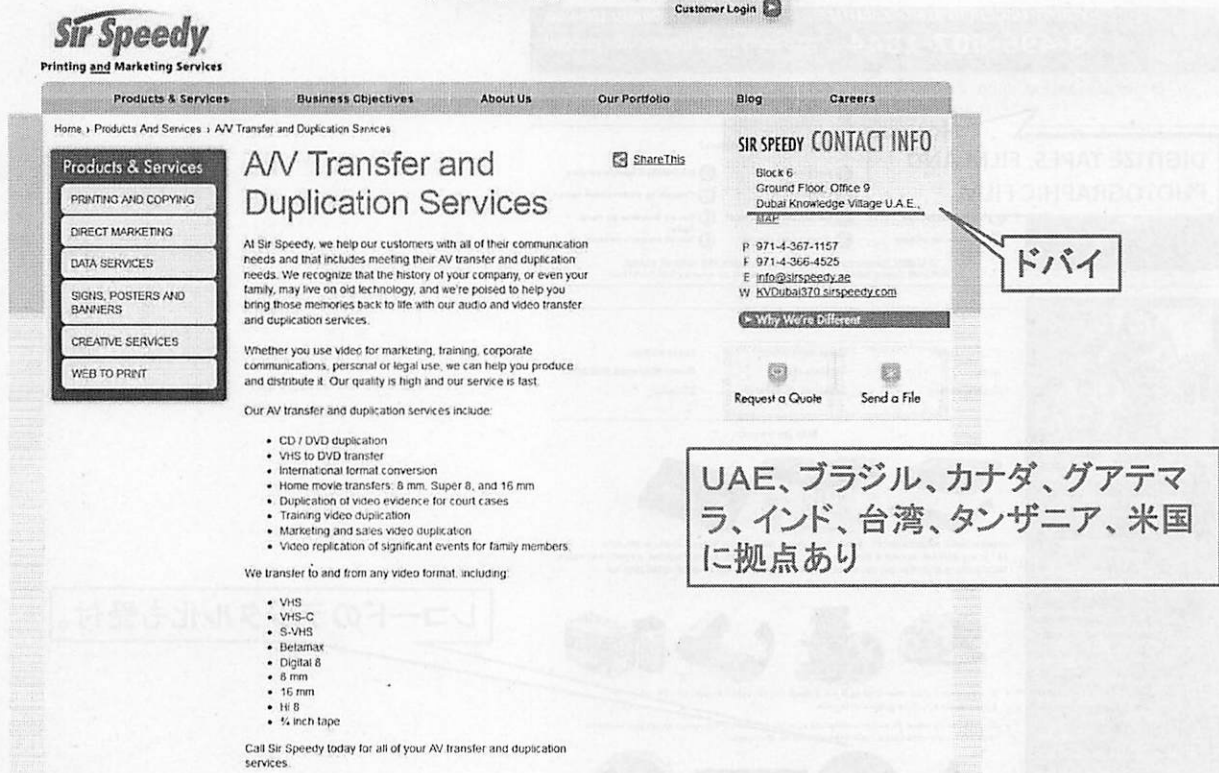 Customer Login
Sir Speedy
Printing and Marketing Services
Products & Services
Business Objectives
About Us
Our Portfolio
Blog
Careers
Home › Products And Services › A/V Transfer and Duplication Services
Products & Services
PRINTING AND COPYING
DIRECT MARKETING
DATA SERVICES
SIGNS, POSTERS AND
BANNERS
CREATIVE SERVICES
WEB TO PRINT
A/V Transfer and
Duplication Services
ShareThis
At Sir Speedy, we help our customers with all of their communication
needs and that includes meeting their AV transfer and duplication
needs. We recognize that the history of your company, or even your
family, may live on old technology, and we're poised to help you
bring those memories back to life with our audio and video transfer
and duplication services.
Whether you use video for marketing, training, corporate
communications, personal or legal use, we can help you produce
and distribute it. Our quality is high and our service is fast.
Our AV transfer and duplication services include:
• CD / DVD duplication
• VHS to DVD transfer
• International format conversion
• Home movie transfers: 8 mm, Super 8, and 16 mm
• Duplication of video evidence for court cases
• Training video duplication
• Marketing and sales video duplication
• Video replication of significant events for family members
We transfer to and from any video format, including:
• VHS
• VHS-C
• S-VHS
• Betamax
• Digital 8
• 8 mm
• 16 mm
• Hi 8
• ¾ inch tape
Call Sir Speedy today for all of your AV transfer and duplication
services.
SIR SPEEDY CONTACT INFO
Block 6
Ground Floor, Office 9
Dubai Knowledge Village U.A.E.,
MAP
P 971-4-367-1157
F 971-4-366-4525
E info@sirspeedy.ae
W KVDubai370.sirspeedy.com
Why We're Different
Request a Quote
Send a File
ドバイ
UAE、ブラジル、カナダ、グアテマ
ラ、インド、台湾、タンザニア、米国
に拠点あり